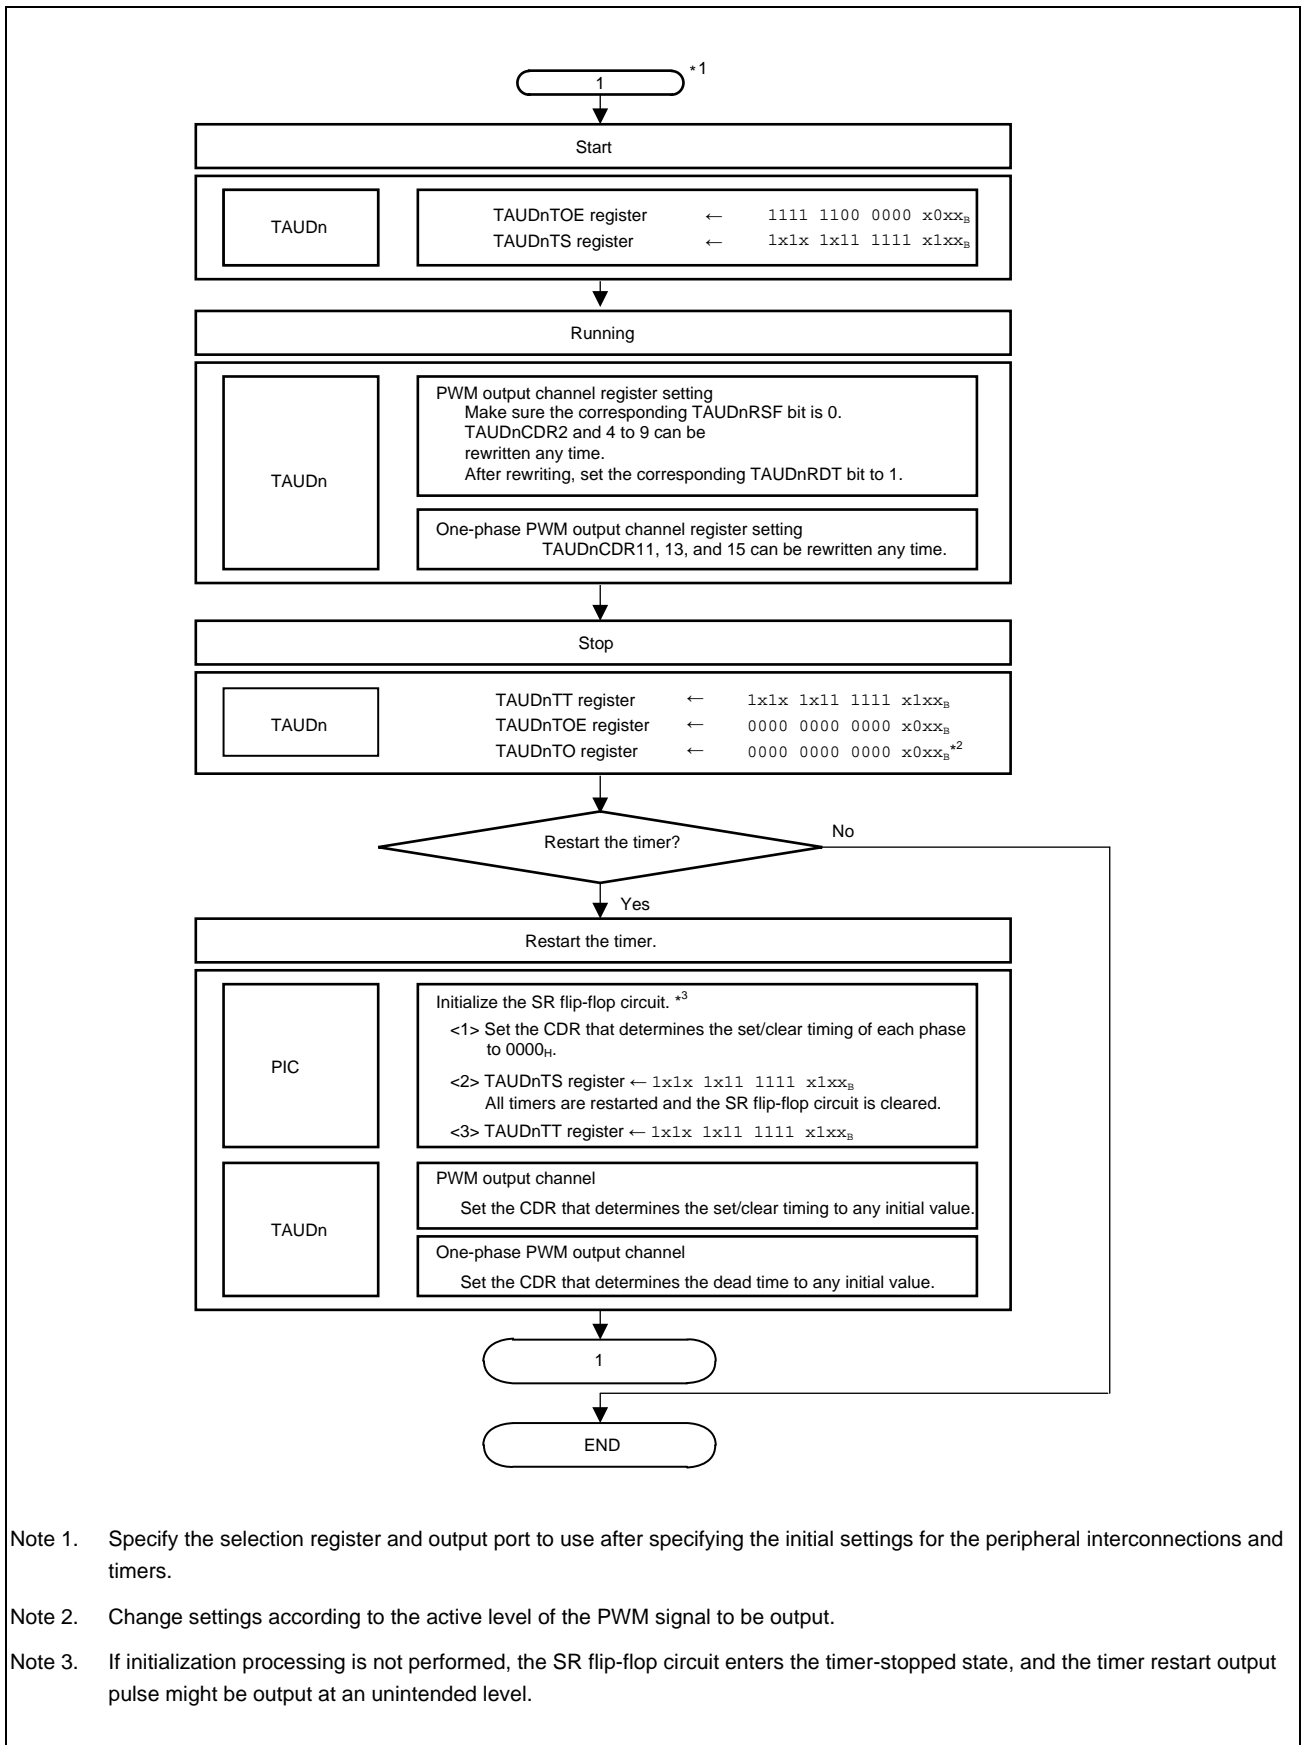 1 *1
Start
TAUDn
TAUDnTOE register ← 1111 1100 0000 x0xxB
TAUDnTS register ← 1x1x 1x11 1111 x1xxB
Running
TAUDn
PWM output channel register setting
Make sure the corresponding TAUDnRSF bit is 0.
TAUDnCDR2 and 4 to 9 can be
rewritten any time.
After rewriting, set the corresponding TAUDnRDT bit to 1.
One-phase PWM output channel register setting
TAUDnCDR11, 13, and 15 can be rewritten any time.
Stop
TAUDn
TAUDnTT register ← 1x1x 1x11 1111 x1xxB
TAUDnTOE register ← 0000 0000 0000 x0xxB
TAUDnTO register ← 0000 0000 0000 x0xxB*2
Restart the timer?
No
Yes
Restart the timer.
PIC
Initialize the SR flip-flop circuit. *3
<1> Set the CDR that determines the set/clear timing of each phase
to 0000H.
<2> TAUDnTS register ← 1x1x 1x11 1111 x1xxB
All timers are restarted and the SR flip-flop circuit is cleared.
<3> TAUDnTT register ← 1x1x 1x11 1111 x1xxB
TAUDn
PWM output channel
Set the CDR that determines the set/clear timing to any initial value.
One-phase PWM output channel
Set the CDR that determines the dead time to any initial value.
1
END
Note 1. Specify the selection register and output port to use after specifying the initial settings for the peripheral interconnections and
timers.
Note 2. Change settings according to the active level of the PWM signal to be output.
Note 3. If initialization processing is not performed, the SR flip-flop circuit enters the timer-stopped state, and the timer restart output
pulse might be output at an unintended level.